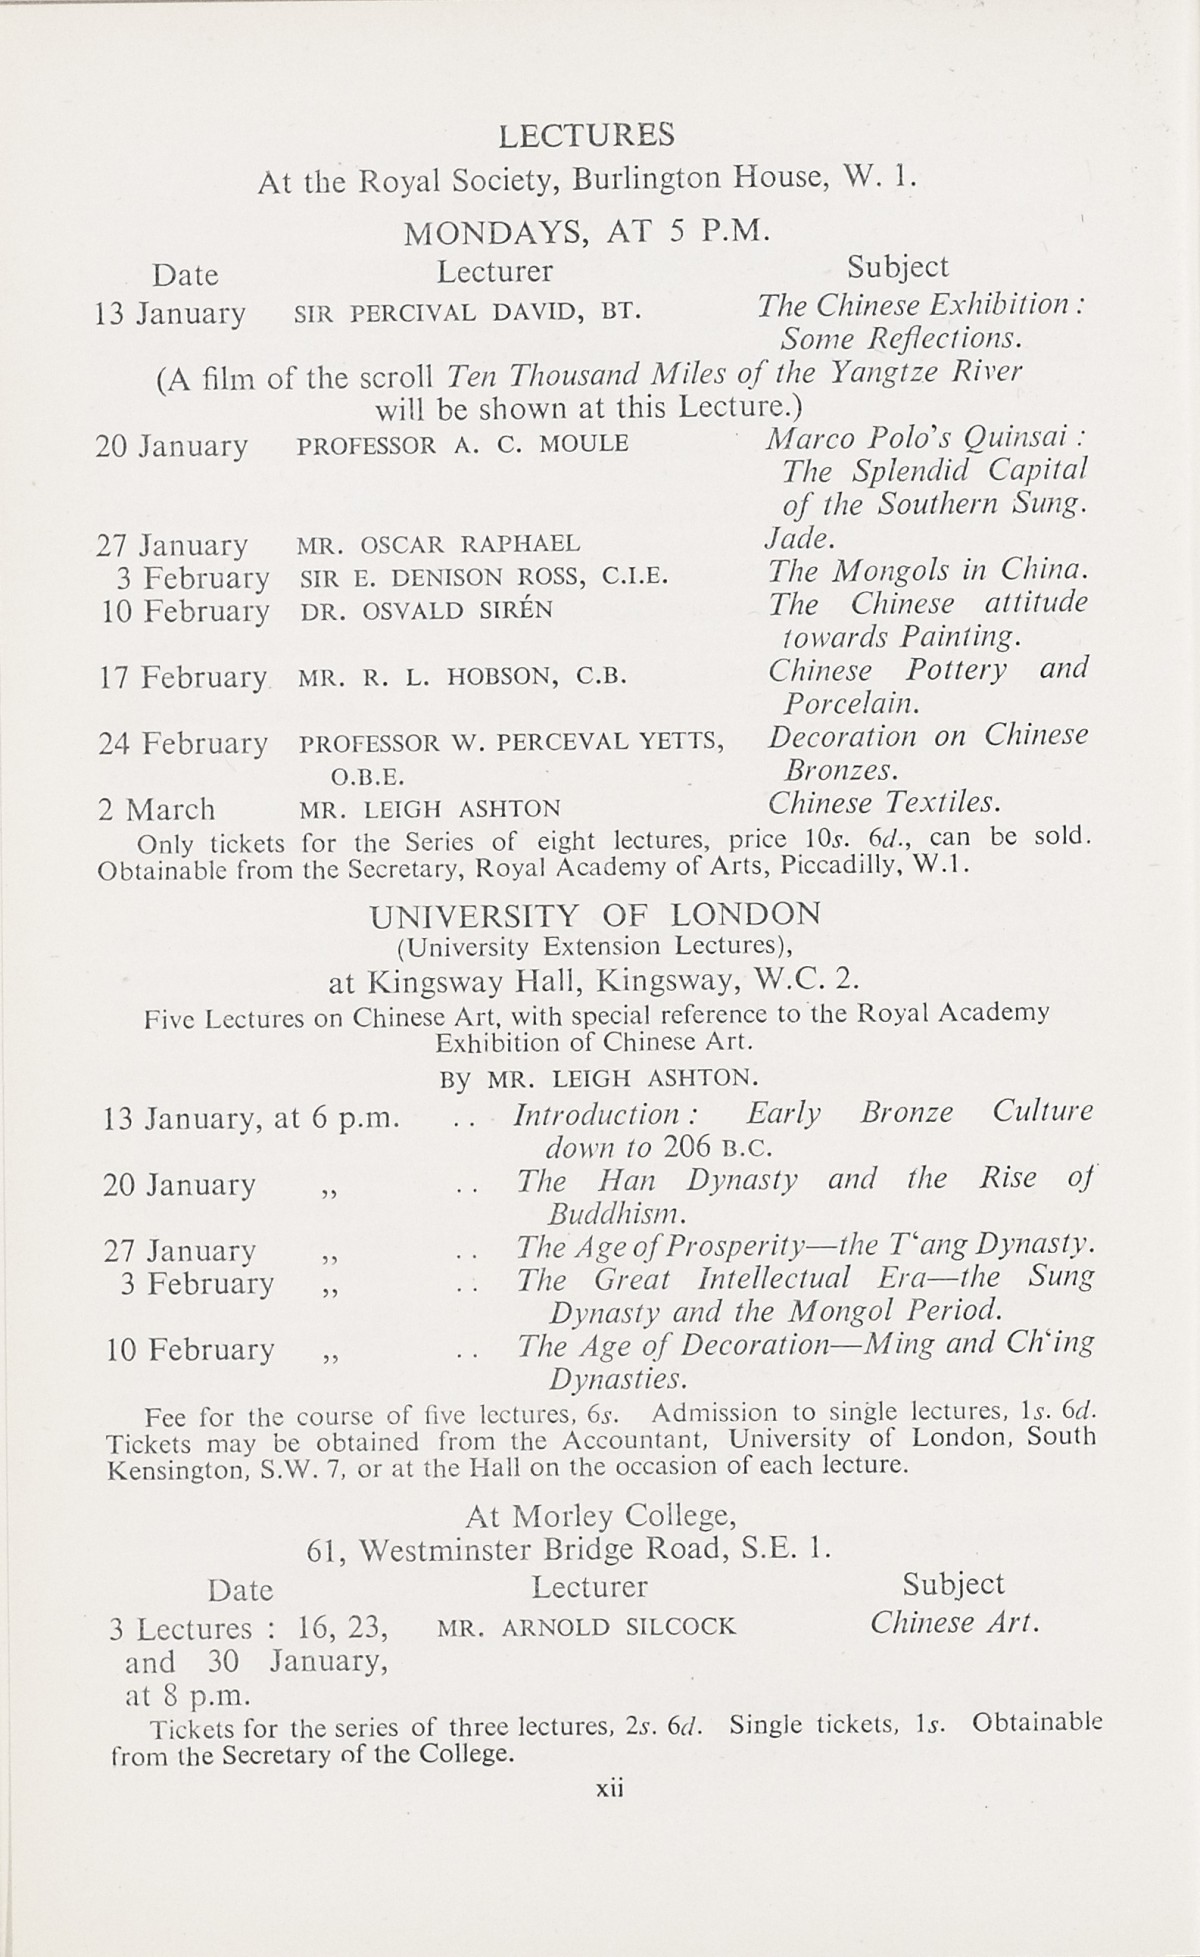 LECTURES
At the Royal Society, Burlington House, W. 1.
MONDAYS, AT 5 P.M.
Date Lecturer Subject
13 January SIR PERCIVAL DAVID, BT. The Chinese Exhibition :
Some Reflections.
(A film of the scroll Ten Thousand Miles of the Yangtze River
will be shown at this Lecture.)
20 January PROFESSOR A. C. MOULE Marco Polo's Quinsai :
The Splendid Capital
of the Southern Sung.
27 January MR. OSCAR RAPHAEL Jade.
3 February SIR E. DENISON ROSS, C.I.E. The Mongols in China.
10 February DR. OSVALD SIRÉN The Chinese attitude
towards Painting.
17 February MR. R. L. HOBSON, C.B. Chinese Pottery and
Porcelain.
24 February PROFESSOR W. PERCEVAL YETTS, Decoration on Chinese
O.B.E. Bronzes.
2 March MR. LEIGH ASHTON Chinese Textiles.
Only tickets for the Series of eight lectures, price 10s. 6d., can be sold.
Obtainable from the Secretary, Royal Academy of Arts, Piccadilly, W.1.
UNIVERSITY OF LONDON
(University Extension Lectures),
at Kingsway Hall, Kingsway, W.C. 2.
Five Lectures on Chinese Art, with special reference to the Royal Academy
Exhibition of Chinese Art.
By MR. LEIGH ASHTON.
13 January, at 6 p.m. .. Introduction : Early Bronze Culture
down to 206 B.C.
20 January ,, .. The Han Dynasty and the Rise of
Buddhism.
27 January ,, .. The Age of Prosperity—the T‘ang Dynasty.
3 February ,, .. The Great Intellectual Era—the Sung
Dynasty and the Mongol Period.
10 February ,, .. The Age of Decoration—Ming and Ch‘ing
Dynasties.
Fee for the course of five lectures, 6s. Admission to single lectures, 1s. 6d.
Tickets may be obtained from the Accountant, University of London, South
Kensington, S.W. 7, or at the Hall on the occasion of each lecture.
At Morley College,
61, Westminster Bridge Road, S.E. 1.
Date Lecturer Subject
3 Lectures : 16, 23, MR. ARNOLD SILCOCK Chinese Art.
and 30 January,
at 8 p.m.
Tickets for the series of three lectures, 2s. 6d. Single tickets, 1s. Obtainable
from the Secretary of the College.
xii